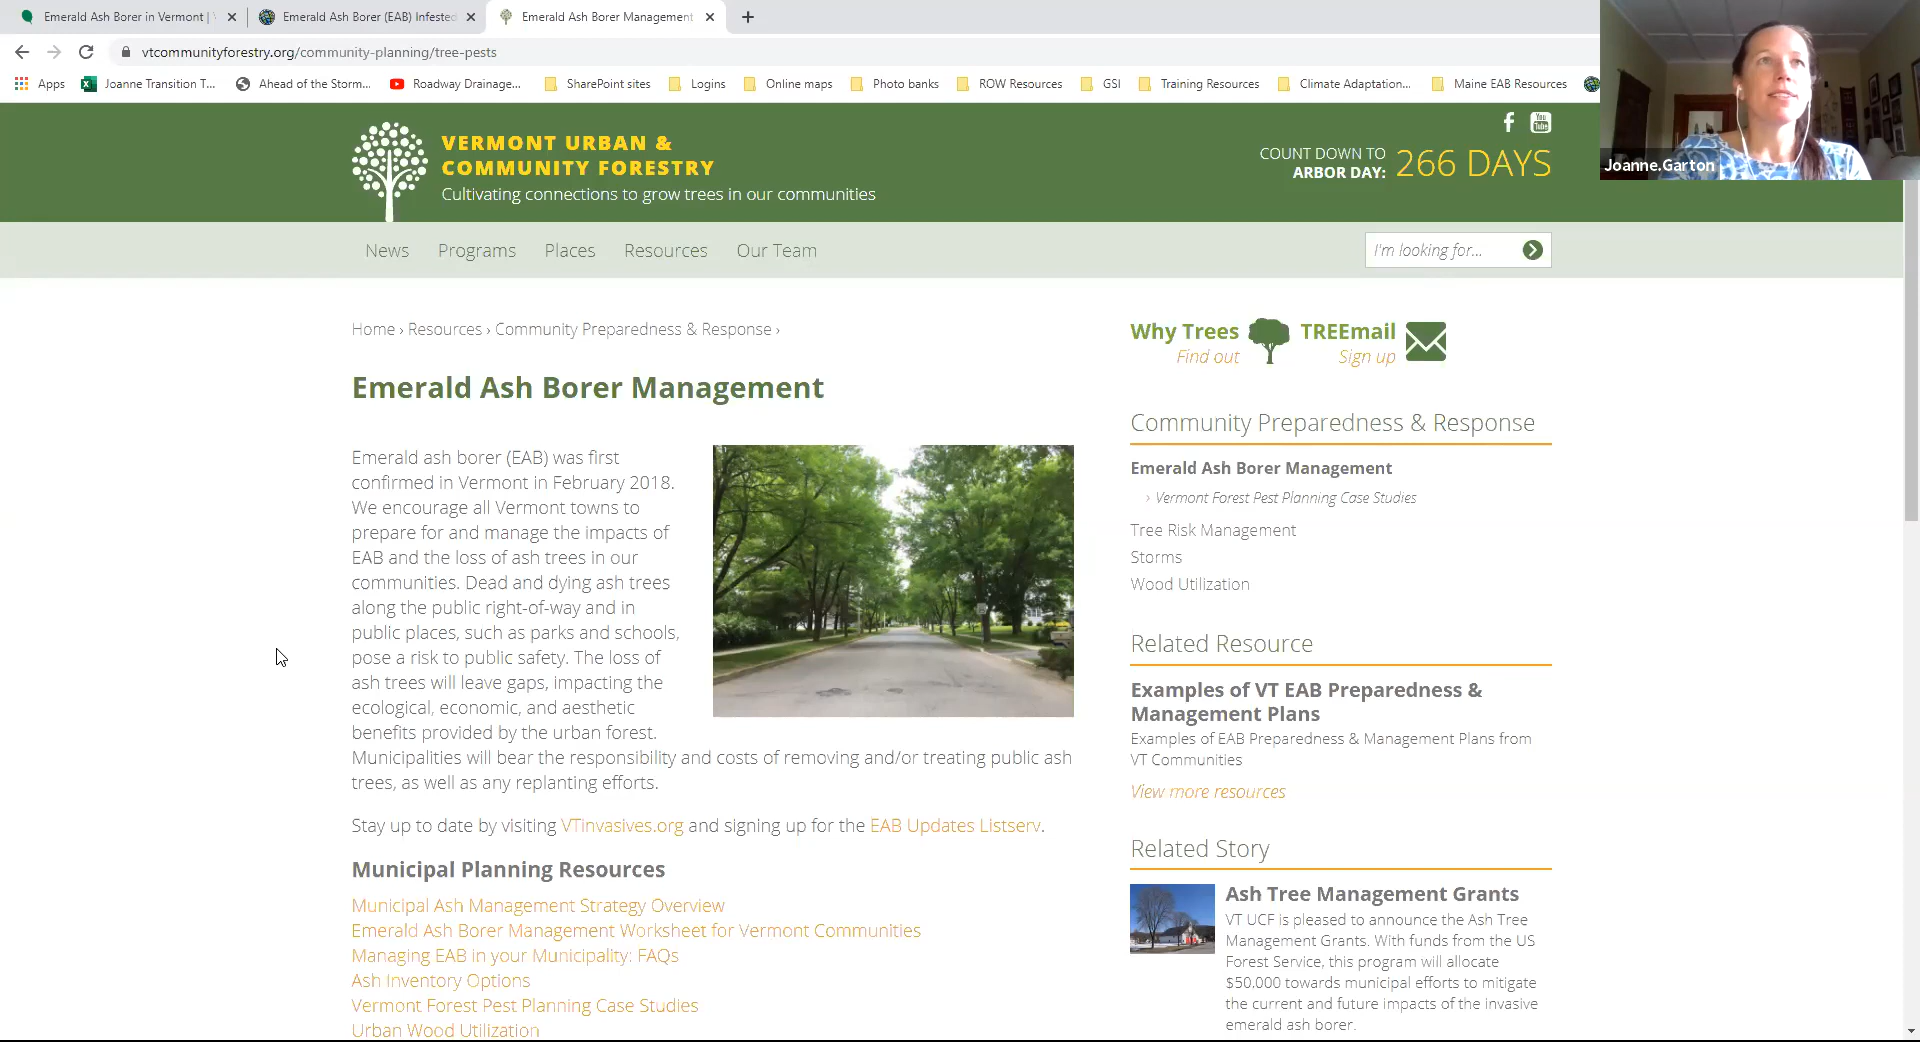 Emerald Ash Borer in Vermont |
Emerald Ash Borer (EAB) Infested
Emerald Ash Borer Management
vtcommunityforestry.org/community-planning/tree-pests
Apps
Joanne Transition T...
Ahead of the Storm...
Roadway Drainage...
SharePoint sites
Logins
Online maps
Photo banks
ROW Resources
GSI
Training Resources
Climate Adaptation...
Maine EAB Resources
Joanne.Garton
VERMONT URBAN &
COMMUNITY FORESTRY
Cultivating connections to grow trees in our communities
COUNT DOWN TO
ARBOR DAY:
266 DAYS
You
Tube
News
Programs
Places
Resources
Our Team
I'm looking for...
Home › Resources › Community Preparedness & Response ›
Emerald Ash Borer Management
Emerald ash borer (EAB) was first
confirmed in Vermont in February 2018.
We encourage all Vermont towns to
prepare for and manage the impacts of
EAB and the loss of ash trees in our
communities. Dead and dying ash trees
along the public right-of-way and in
public places, such as parks and schools,
pose a risk to public safety. The loss of
ash trees will leave gaps, impacting the
ecological, economic, and aesthetic
benefits provided by the urban forest.
Municipalities will bear the responsibility and costs of removing and/or treating public ash
trees, as well as any replanting efforts.
Stay up to date by visiting VTinvasives.org and signing up for the EAB Updates Listserv.
Municipal Planning Resources
Municipal Ash Management Strategy Overview
Emerald Ash Borer Management Worksheet for Vermont Communities
Managing EAB in your Municipality: FAQs
Ash Inventory Options
Vermont Forest Pest Planning Case Studies
Urban Wood Utilization
Why Trees
Find out
TREEmail
Sign up
Community Preparedness & Response
Emerald Ash Borer Management
› Vermont Forest Pest Planning Case Studies
Tree Risk Management
Storms
Wood Utilization
Related Resource
Examples of VT EAB Preparedness &
Management Plans
Examples of EAB Preparedness & Management Plans from
VT Communities
View more resources
Related Story
Ash Tree Management Grants
VT UCF is pleased to announce the Ash Tree
Management Grants. With funds from the US
Forest Service, this program will allocate
$50,000 towards municipal efforts to mitigate
the current and future impacts of the invasive
emerald ash borer.